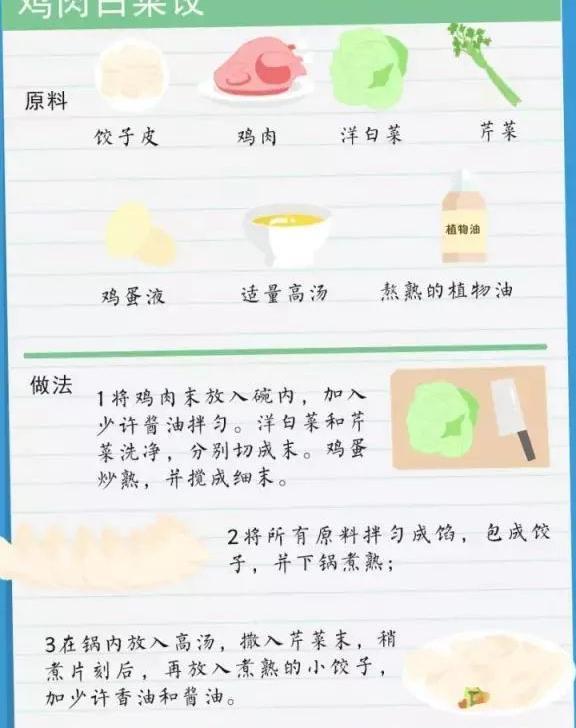 鸡肉白菜饺
原料
饺子皮
鸡肉
洋白菜
芹菜
植物油
鸡蛋液
适量高汤
熬熟的植物油
做法
1将鸡肉末放入碗内，加入
少许酱油拌匀。洋白菜和芹
菜洗净，分别切成末。鸡蛋
炒熟，并搅成细末。
2将所有原料拌匀成馅，包成饺
子，并下锅煮熟；
3在锅内放入高汤，撒入芹菜末，稍
煮片刻后，再放入煮熟的小饺子，
加少许香油和酱油。